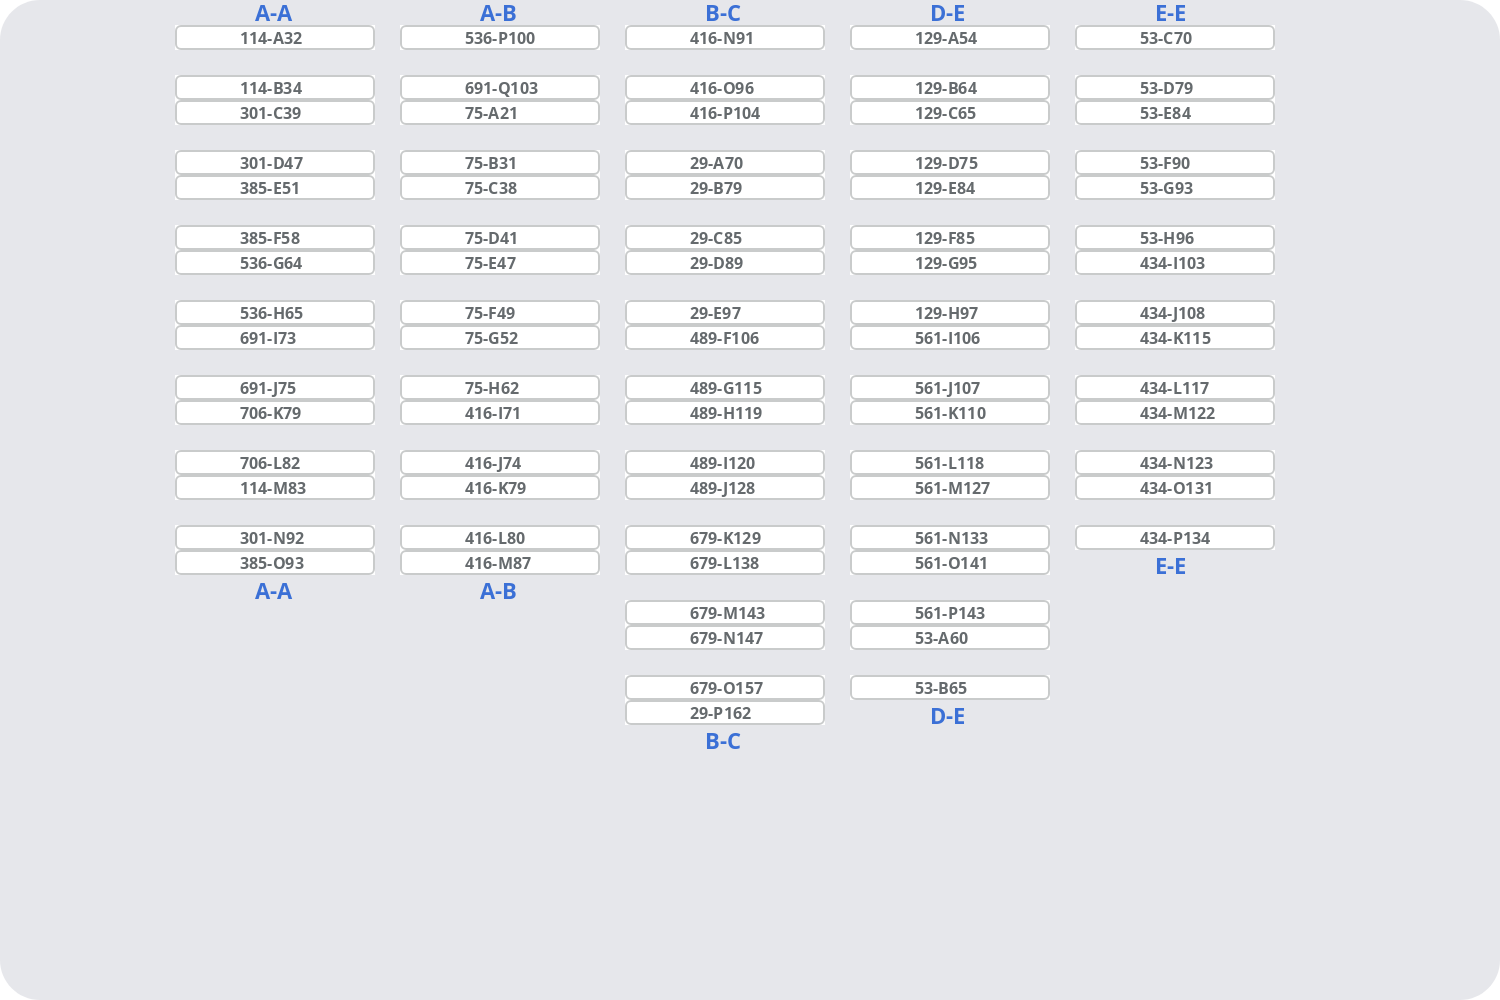 A-A
114-A32
114-B34
301-C39
301-D47
385-E51
385-F58
536-G64
536-H65
691-I73
691-J75
706-K79
706-L82
114-M83
301-N92
385-O93
A-A
A-B
536-P100
691-Q103
75-A21
75-B31
75-C38
75-D41
75-E47
75-F49
75-G52
75-H62
416-I71
416-J74
416-K79
416-L80
416-M87
A-B
B-C
416-N91
416-O96
416-P104
29-A70
29-B79
29-C85
29-D89
29-E97
489-F106
489-G115
489-H119
489-I120
489-J128
679-K129
679-L138
679-M143
679-N147
679-O157
29-P162
B-C
D-E
129-A54
129-B64
129-C65
129-D75
129-E84
129-F85
129-G95
129-H97
561-I106
561-J107
561-K110
561-L118
561-M127
561-N133
561-O141
561-P143
53-A60
53-B65
D-E
E-E
53-C70
53-D79
53-E84
53-F90
53-G93
53-H96
434-I103
434-J108
434-K115
434-L117
434-M122
434-N123
434-O131
434-P134
E-E